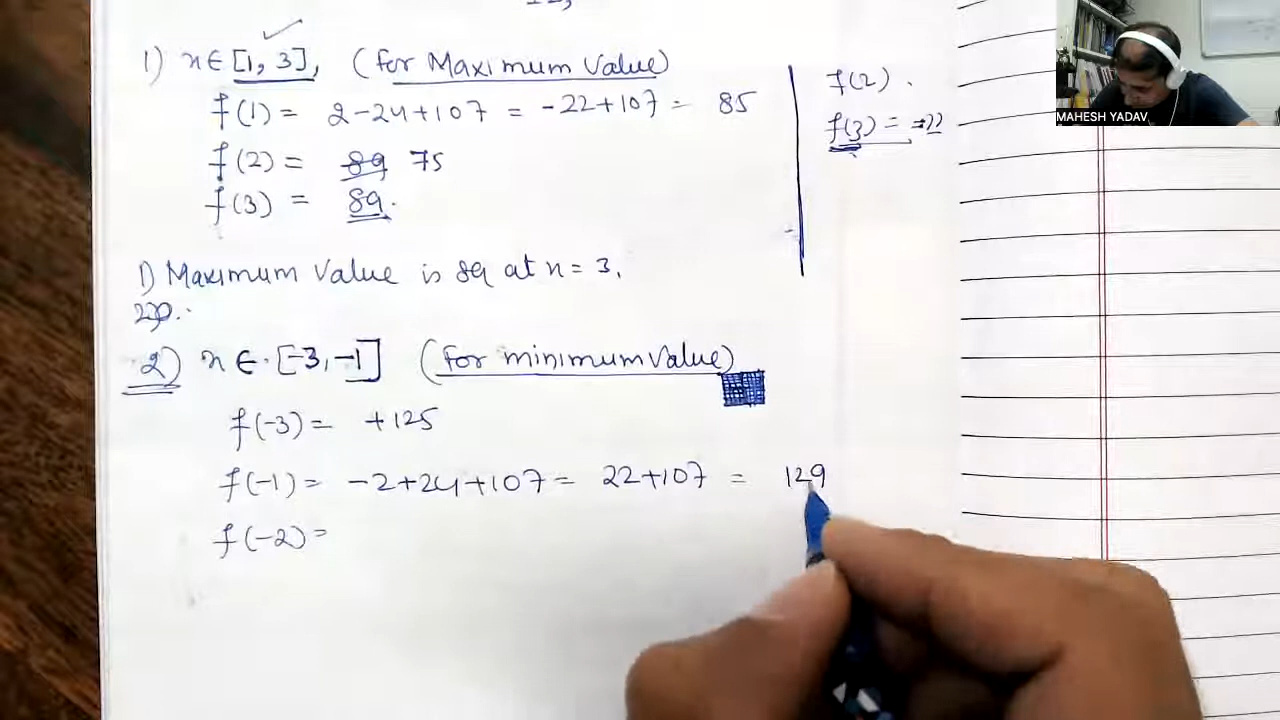 1) x ∈ [1, 3], (for Maximum Value)
f(1) = 2-24+107 = -22+107 = 85
f(2) = 89 75
f(3) = 89.
1) Maximum Value is 89 at x = 3.
2) x ∈ [-3, -1] (for minimum value)
f(-3) = +125
f(-1) = -2+24+107 = 22+107 = 129
f(-2) =
f(2).
f(3) =
MAHESH YADAV